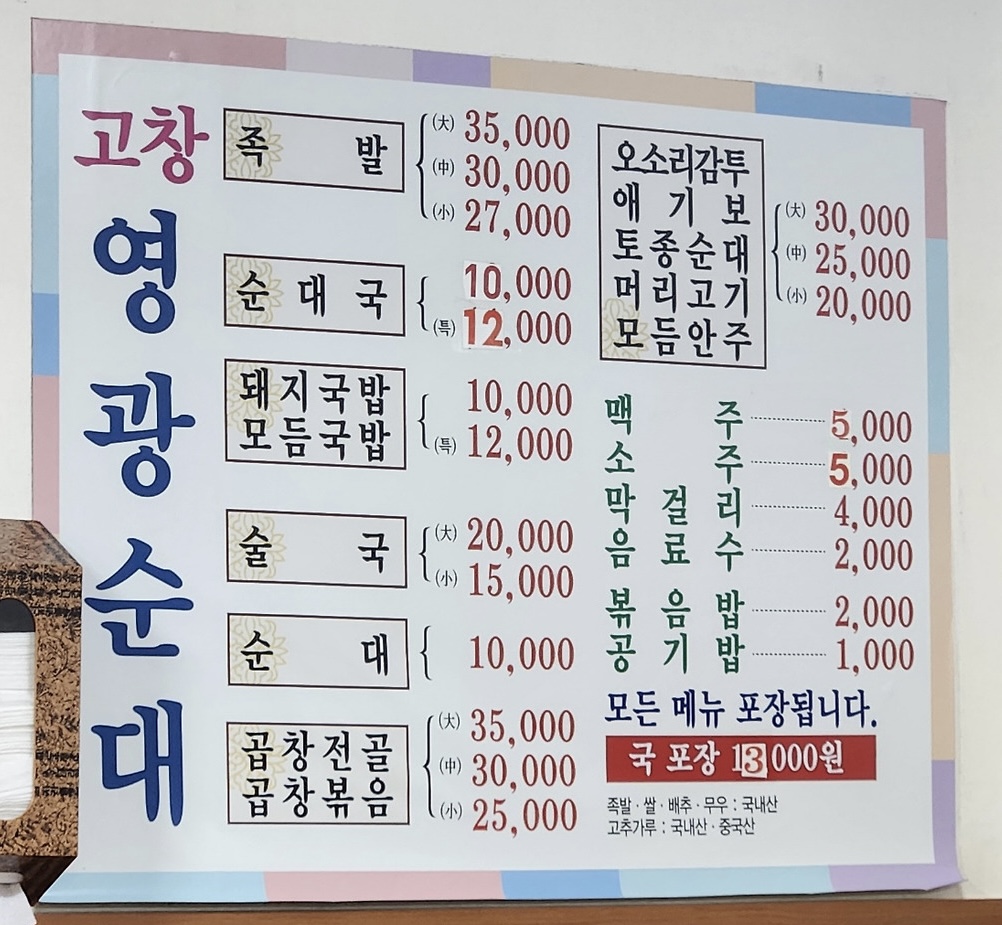 고창
영광순대
족발
(大) 35,000
(中) 30,000
(小) 27,000
순대국
10,000
(특) 12,000
돼지국밥
모듬국밥
10,000
(특) 12,000
술국
(大) 20,000
(小) 15,000
순대
10,000
곱창전골
곱창볶음
(大) 35,000
(中) 30,000
(小) 25,000
오소리감투
애기보
토종순대
머리고기
모듬안주
(大) 30,000
(中) 25,000
(小) 20,000
맥주 5,000
소주 5,000
막걸리 4,000
음료수 2,000
볶음밥 2,000
공기밥 1,000
모든 메뉴 포장됩니다.
국 포장 13000원
족발·쌀·배추·무우 : 국내산
고추가루 : 국내산·중국산